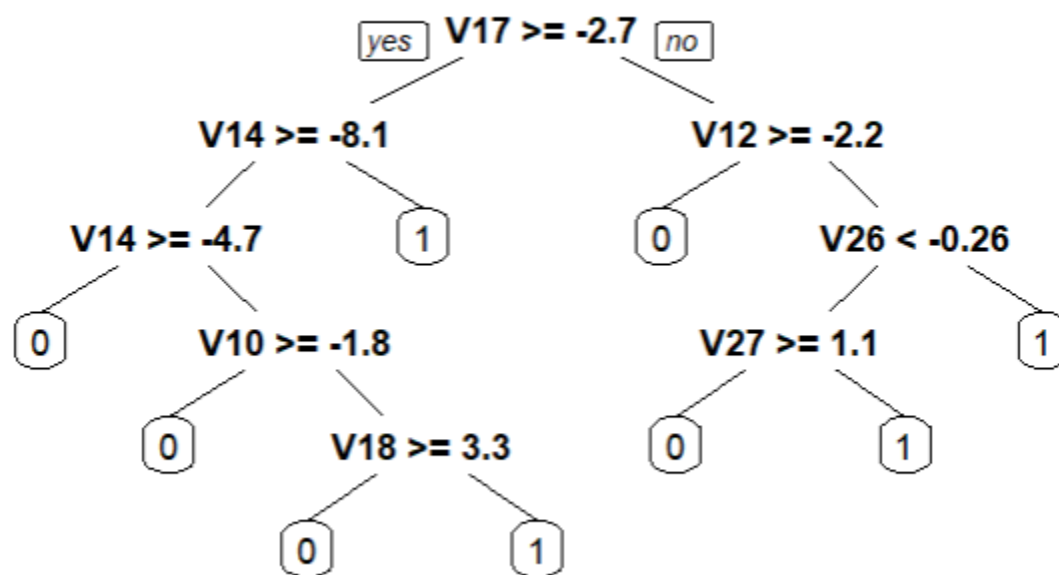 yes V17 >= -2.7 no
V14 >= -8.1 V12 >= -2.2
V14 >= -4.7 1 0 V26 < -0.26
0 V10 >= -1.8 V27 >= 1.1 1
0 V18 >= 3.3 0 1
0 1